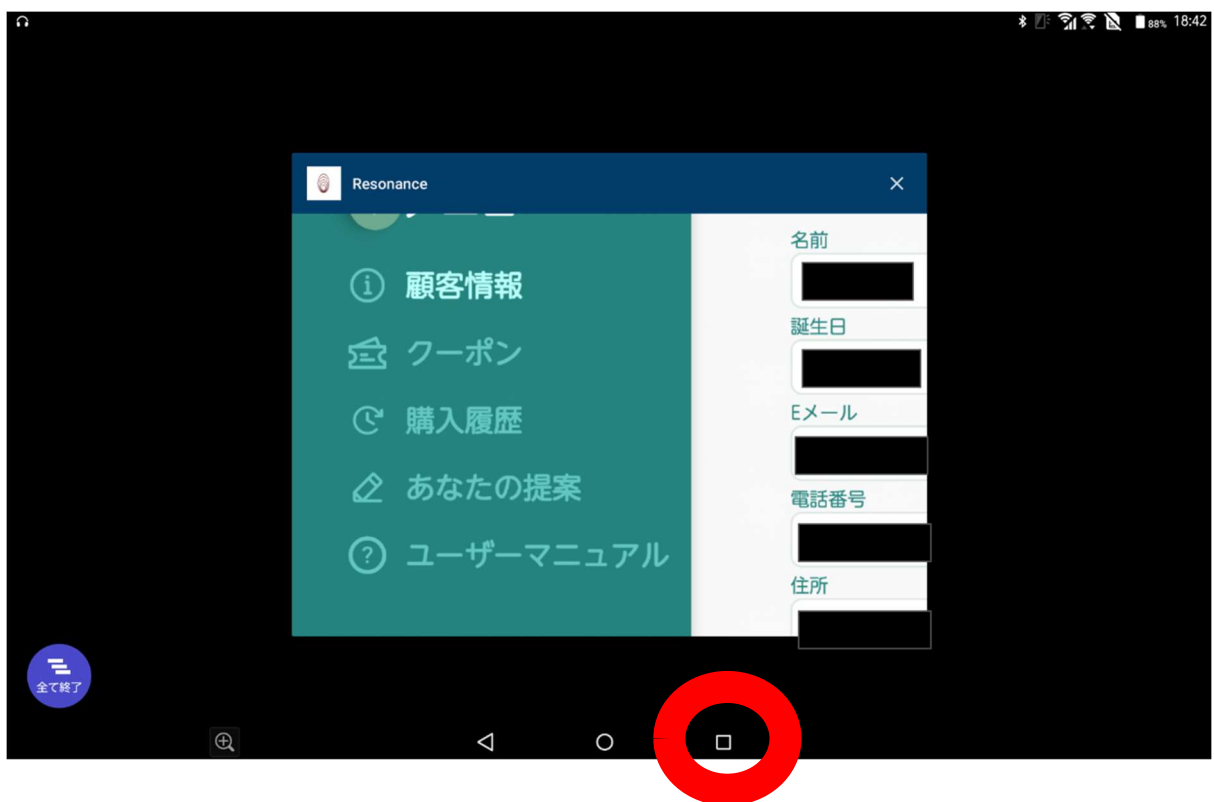 88% 18:42
Resonance
顧客情報
クーポン
購入履歴
あなたの提案
ユーザーマニュアル
名前
誕生日
Eメール
電話番号
住所
全て終了